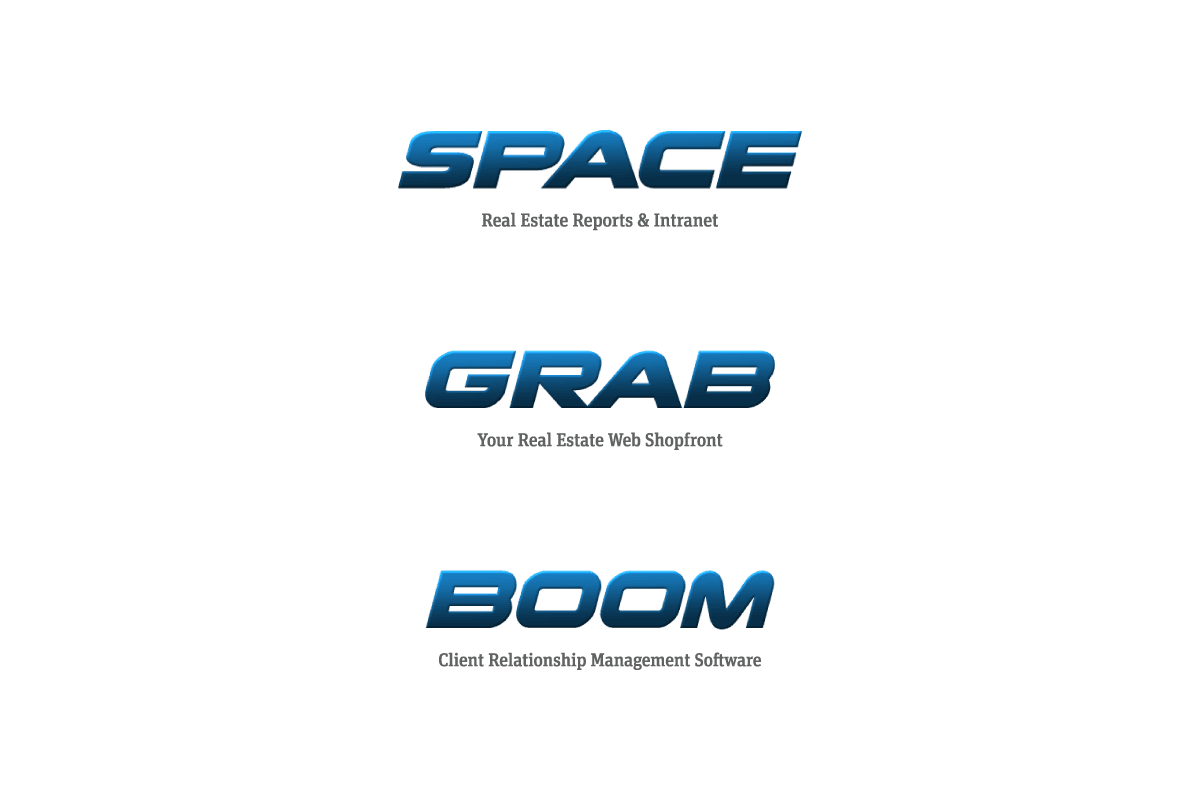 SPACE
Real Estate Reports & Intranet
GRAB
Your Real Estate Web Shopfront
BOOM
Client Relationship Management Software